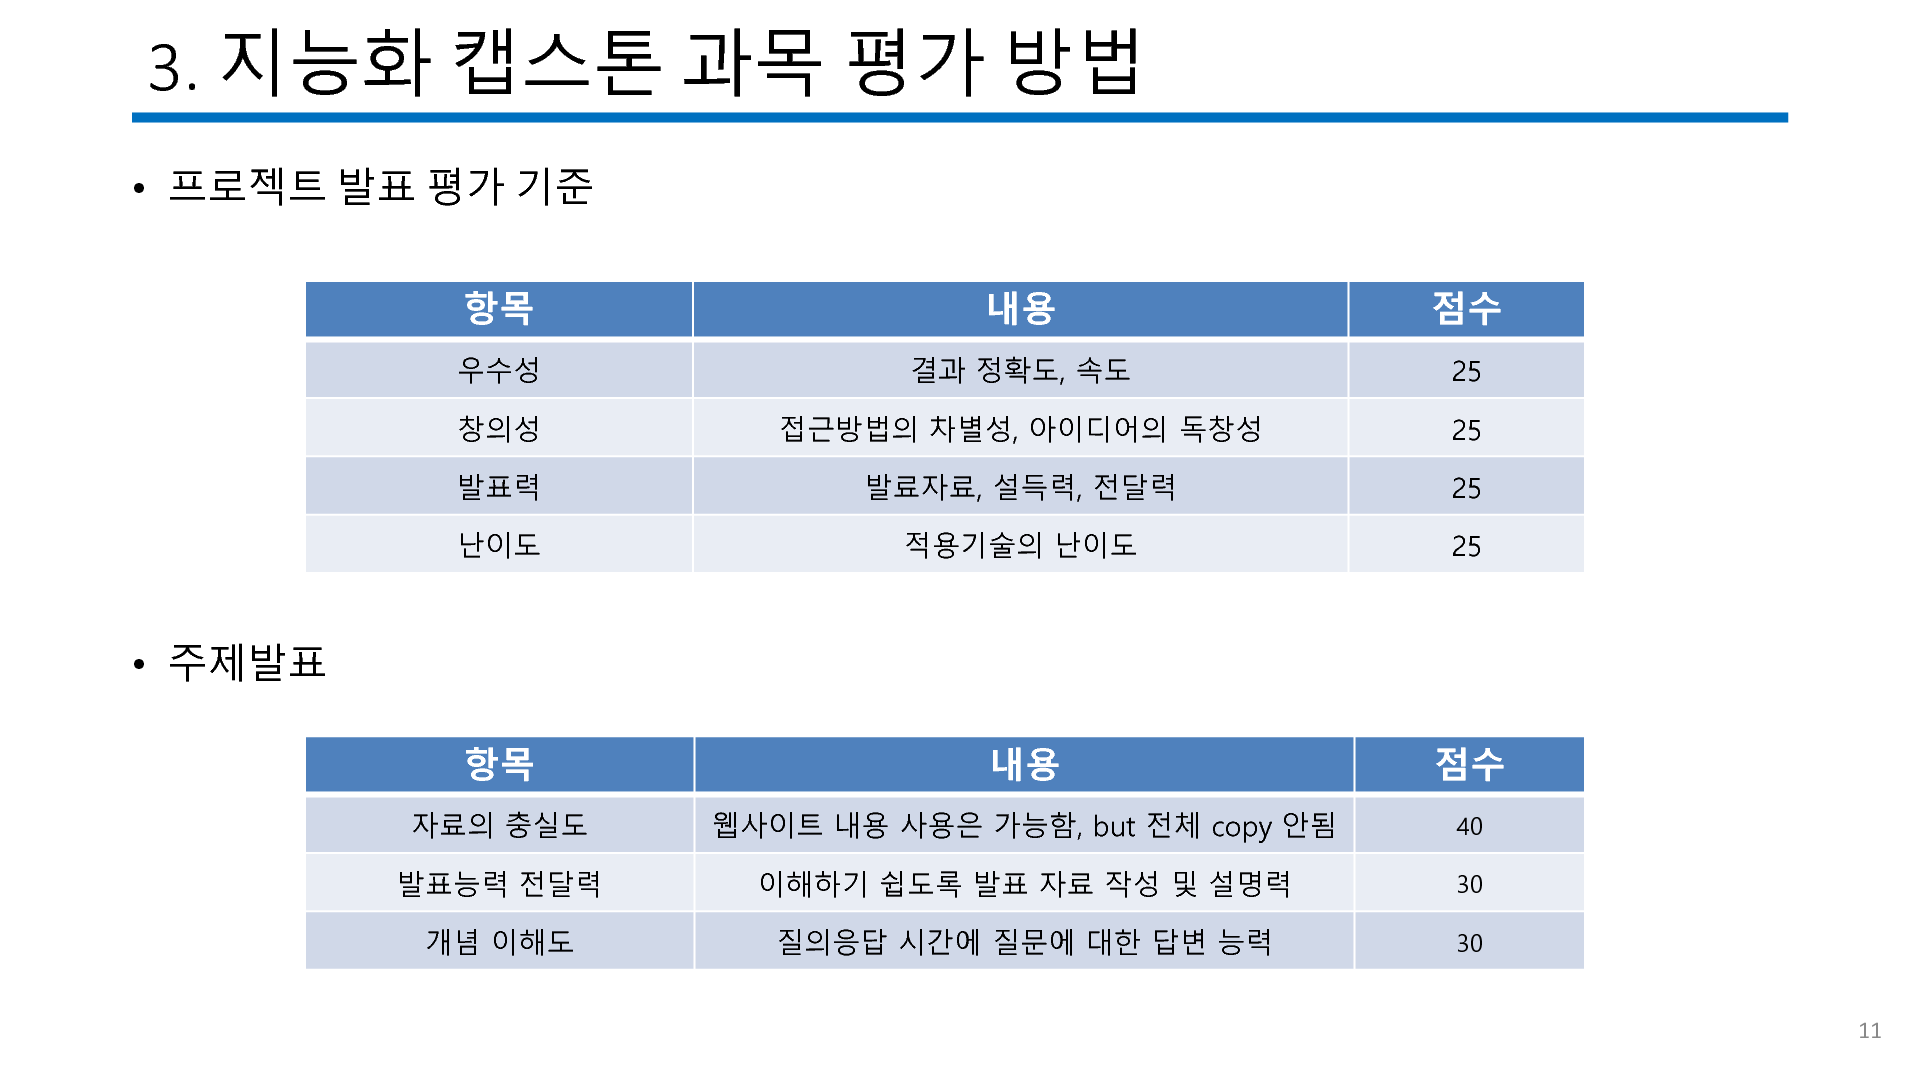 3. 지능화 캡스톤 과목 평가 방법
• 프로젝트 발표 평가 기준
항목 내용 점수
우수성 결과 정확도, 속도 25
창의성 접근방법의 차별성, 아이디어의 독창성 25
발표력 발료자료, 설득력, 전달력 25
난이도 적용기술의 난이도 25
• 주제발표
항목 내용 점수
자료의 충실도 웹사이트 내용 사용은 가능함, but 전체 copy 안됨 40
발표능력 전달력 이해하기 쉽도록 발표 자료 작성 및 설명력 30
개념 이해도 질의응답 시간에 질문에 대한 답변 능력 30
11